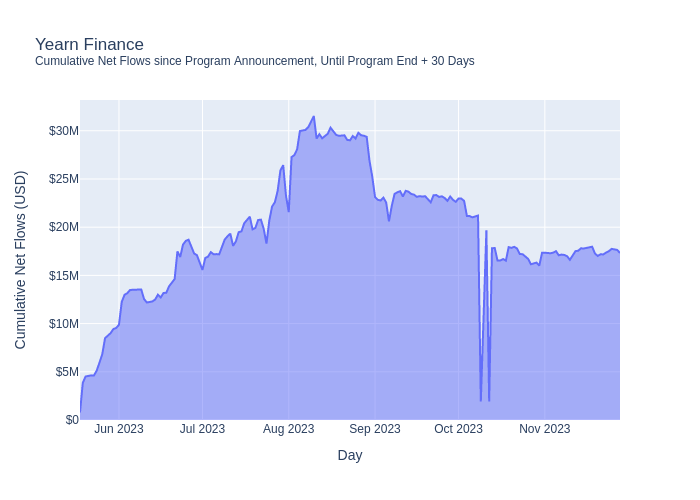 Yearn Finance
Cumulative Net Flows since Program Announcement, Until Program End + 30 Days
Cumulative Net Flows (USD)
$30M
$25M
$20M
$15M
$10M
$5M
$0
Jun 2023 Jul 2023 Aug 2023 Sep 2023 Oct 2023 Nov 2023
Day